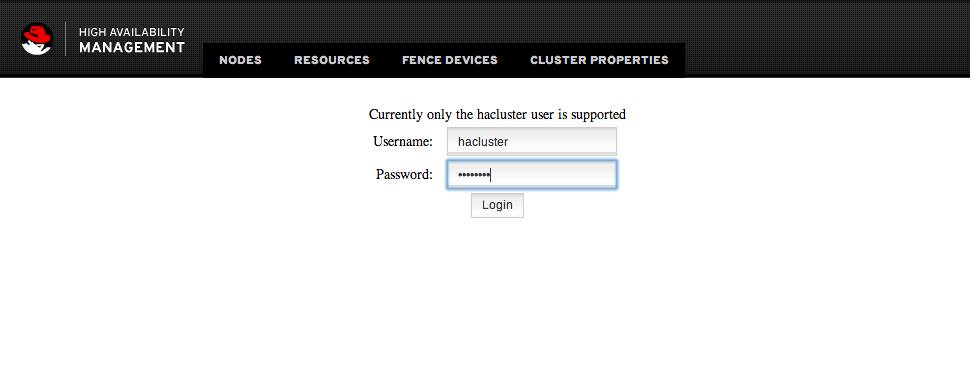 HIGH AVAILABILITY
MANAGEMENT
NODES RESOURCES FENCE DEVICES CLUSTER PROPERTIES
Currently only the hacluster user is supported
Username: hacluster
Password: ••••••••
Login